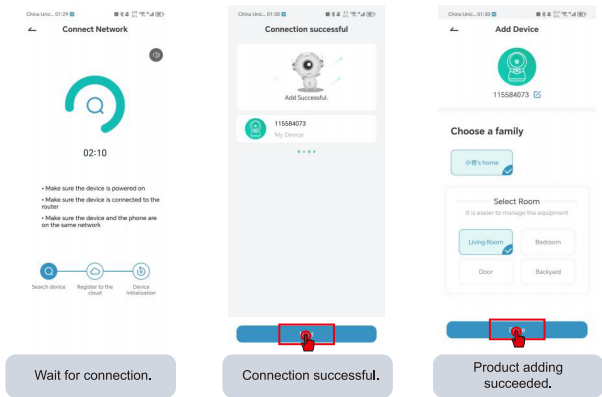 China Unic... 01:29
Connect Network
02:10
• Make sure the device is powered on
• Make sure the device is connected to the
router
• Make sure the device and the phone are
on the same network
Search device
Register to the
cloud
Device
Initialization
Wait for connection.
China Unic... 01:30
Connection successful
Add Successful.
115584073
My Device
Connection successful.
China Unic... 01:30
Add Device
115584073
Choose a family
's home
Select Room
It is easier to manage the equipment
Living Room
Bedroom
Door
Backyard
Product adding
succeeded.